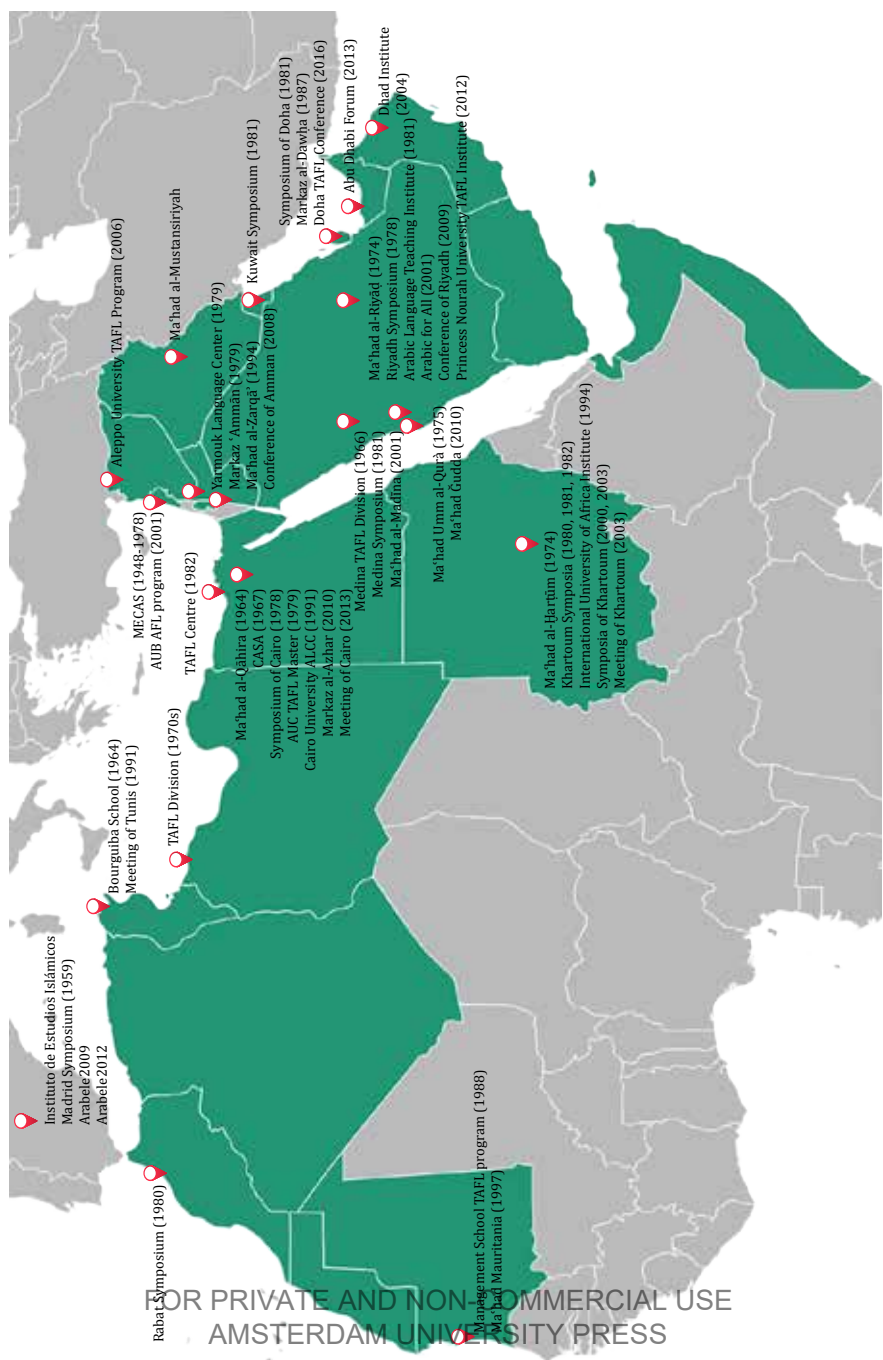 Instituto de Estudios Islámicos
Madrid Symposium (1959)
Arabele2009
Arabele2012
Rabat Symposium (1980)
Management School TAFL program (1988)
Maʿhad Mauritania (1997)
Bourguiba School (1964)
Meeting of Tunis (1991)
TAFL Division (1970s)
MECAS (1948-1978)
AUB AFL program (2001)
TAFL Centre (1982)
Maʿhad al-Qāhira (1964)
CASA (1967)
Symposium of Cairo (1978)
AUC TAFL Master (1979)
Cairo University ALCC (1991)
Markaz al-Azhar (2010)
Meeting of Cairo (2013)
Aleppo University TAFL Program (2006)
Maʿhad al-Mustansiriyah
Yarmouk Language Center (1979)
Markaz ʿAmmān (1979)
Maʿhad al-Zarqāʾ (1994)
Conference of Amman (2008)
Kuwait Symposium (1981)
Symposium of Doha (1981)
Markaz al-Dawḥa (1987)
Doha TAFL Conference (2016)
Abu Dhabi Forum (2013)
Dhad Institute
(2004)
Maʿhad al-Riyāḍ (1974)
Riyadh Symposium (1978)
Arabic Language Teaching Institute (1981)
Arabic for All (2001)
Conference of Riyadh (2009)
Princess Nourah University TAFL Institute (2012)
Medina TAFL Division (1966)
Medina Symposium (1981)
Maʿhad al-Madīna (2001)
Maʿhad Umm al-Qurà (1975)
Maʿhad Ǧudda (2010)
Maʿhad al-Ḫarṭūm (1974)
Khartoum Symposia (1980, 1981, 1982)
International University of Africa Institute (1994)
Symposia of Khartoum (2000, 2003)
Meeting of Khartoum (2003)
FOR PRIVATE AND NON-COMMERCIAL USE
AMSTERDAM UNIVERSITY PRESS